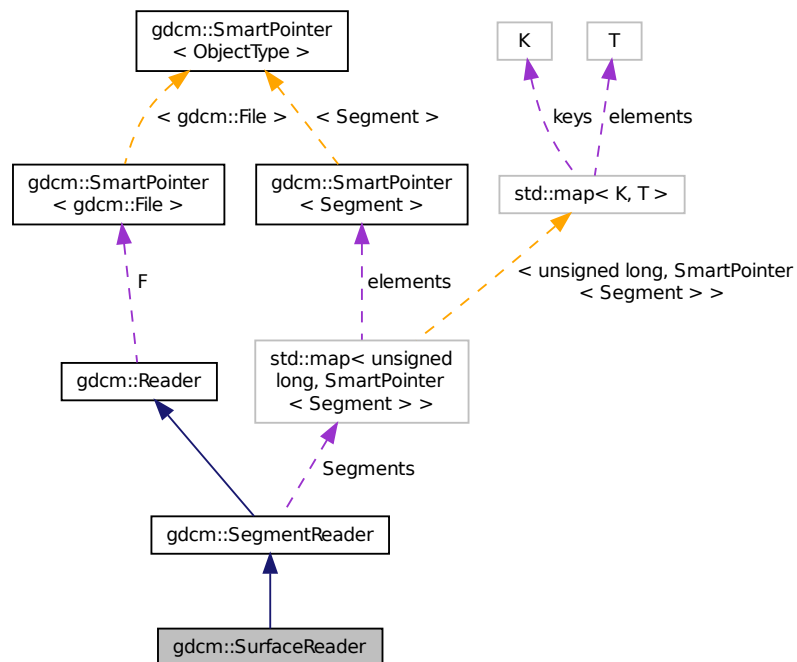 gdcm::SmartPointer
< ObjectType >
K
T
< gdcm::File >
< Segment >
keys
elements
gdcm::SmartPointer
< gdcm::File >
gdcm::SmartPointer
< Segment >
std::map< K, T >
F
elements
< unsigned long, SmartPointer
< Segment > >
gdcm::Reader
std::map< unsigned
long, SmartPointer
< Segment > >
Segments
gdcm::SegmentReader
gdcm::SurfaceReader